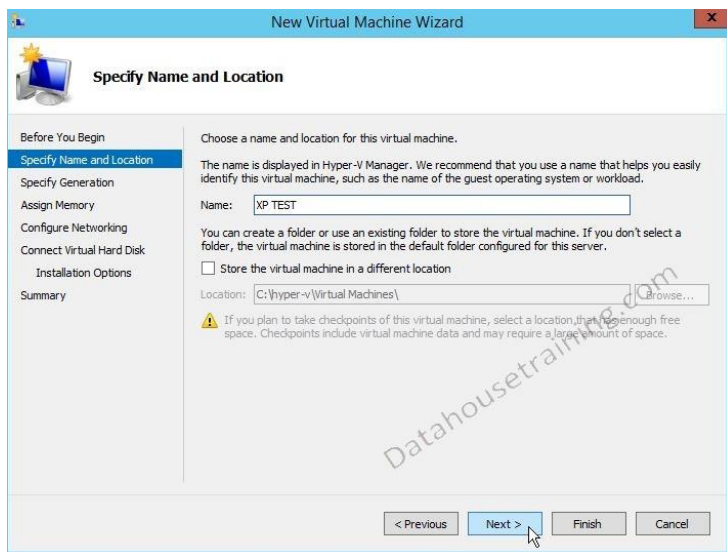 New Virtual Machine Wizard
x
Specify Name and Location
Before You Begin
Specify Name and Location
Specify Generation
Assign Memory
Configure Networking
Connect Virtual Hard Disk
Installation Options
Summary
Choose a name and location for this virtual machine.
The name is displayed in Hyper-V Manager. We recommend that you use a name that helps you easily
identify this virtual machine, such as the name of the guest operating system or workload.
Name: XP TEST
You can create a folder or use an existing folder to store the virtual machine. If you don't select a
folder, the virtual machine is stored in the default folder configured for this server.
Store the virtual machine in a different location
Location: C:\hyper-v\Virtual Machines\ Browse...
If you plan to take checkpoints of this virtual machine, select a location that has enough free
space. Checkpoints include virtual machine data and may require a large amount of space.
Datahousetraining.com
< Previous Next > Finish Cancel